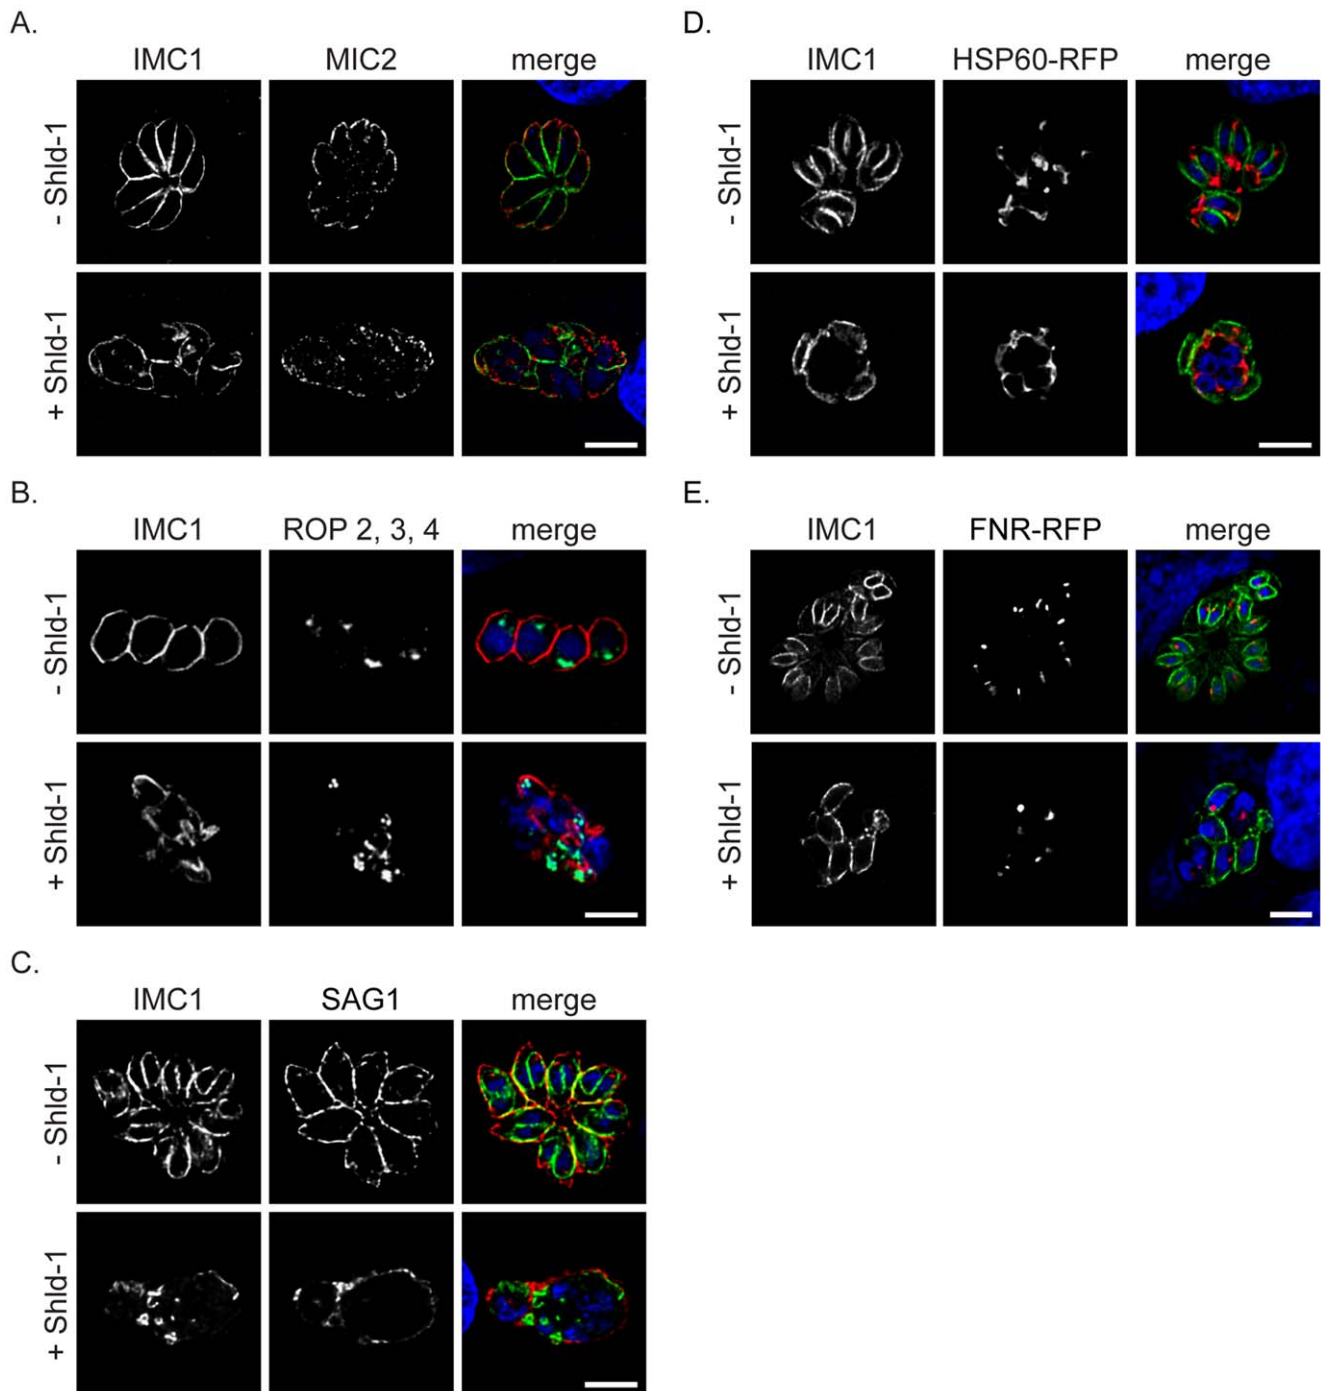 A.
IMC1 MIC2 merge
- Shld-1
+ Shld-1
B.
IMC1 ROP 2, 3, 4 merge
- Shld-1
+ Shld-1
C.
IMC1 SAG1 merge
- Shld-1
+ Shld-1
D.
IMC1 HSP60-RFP merge
- Shld-1
+ Shld-1
E.
IMC1 FNR-RFP merge
- Shld-1
+ Shld-1